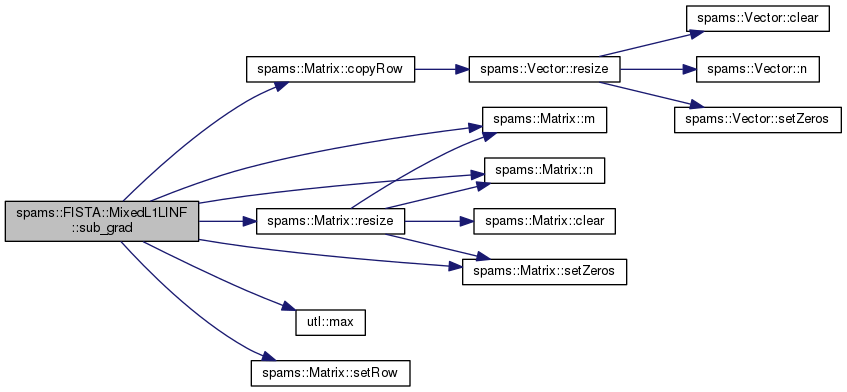 spams::Vector::clear
spams::Matrix::copyRow
spams::Vector::resize
spams::Vector::n
spams::Vector::setZeros
spams::Matrix::m
spams::Matrix::n
spams::FISTA::MixedL1LINF
::sub_grad
spams::Matrix::resize
spams::Matrix::clear
spams::Matrix::setZeros
utl::max
spams::Matrix::setRow